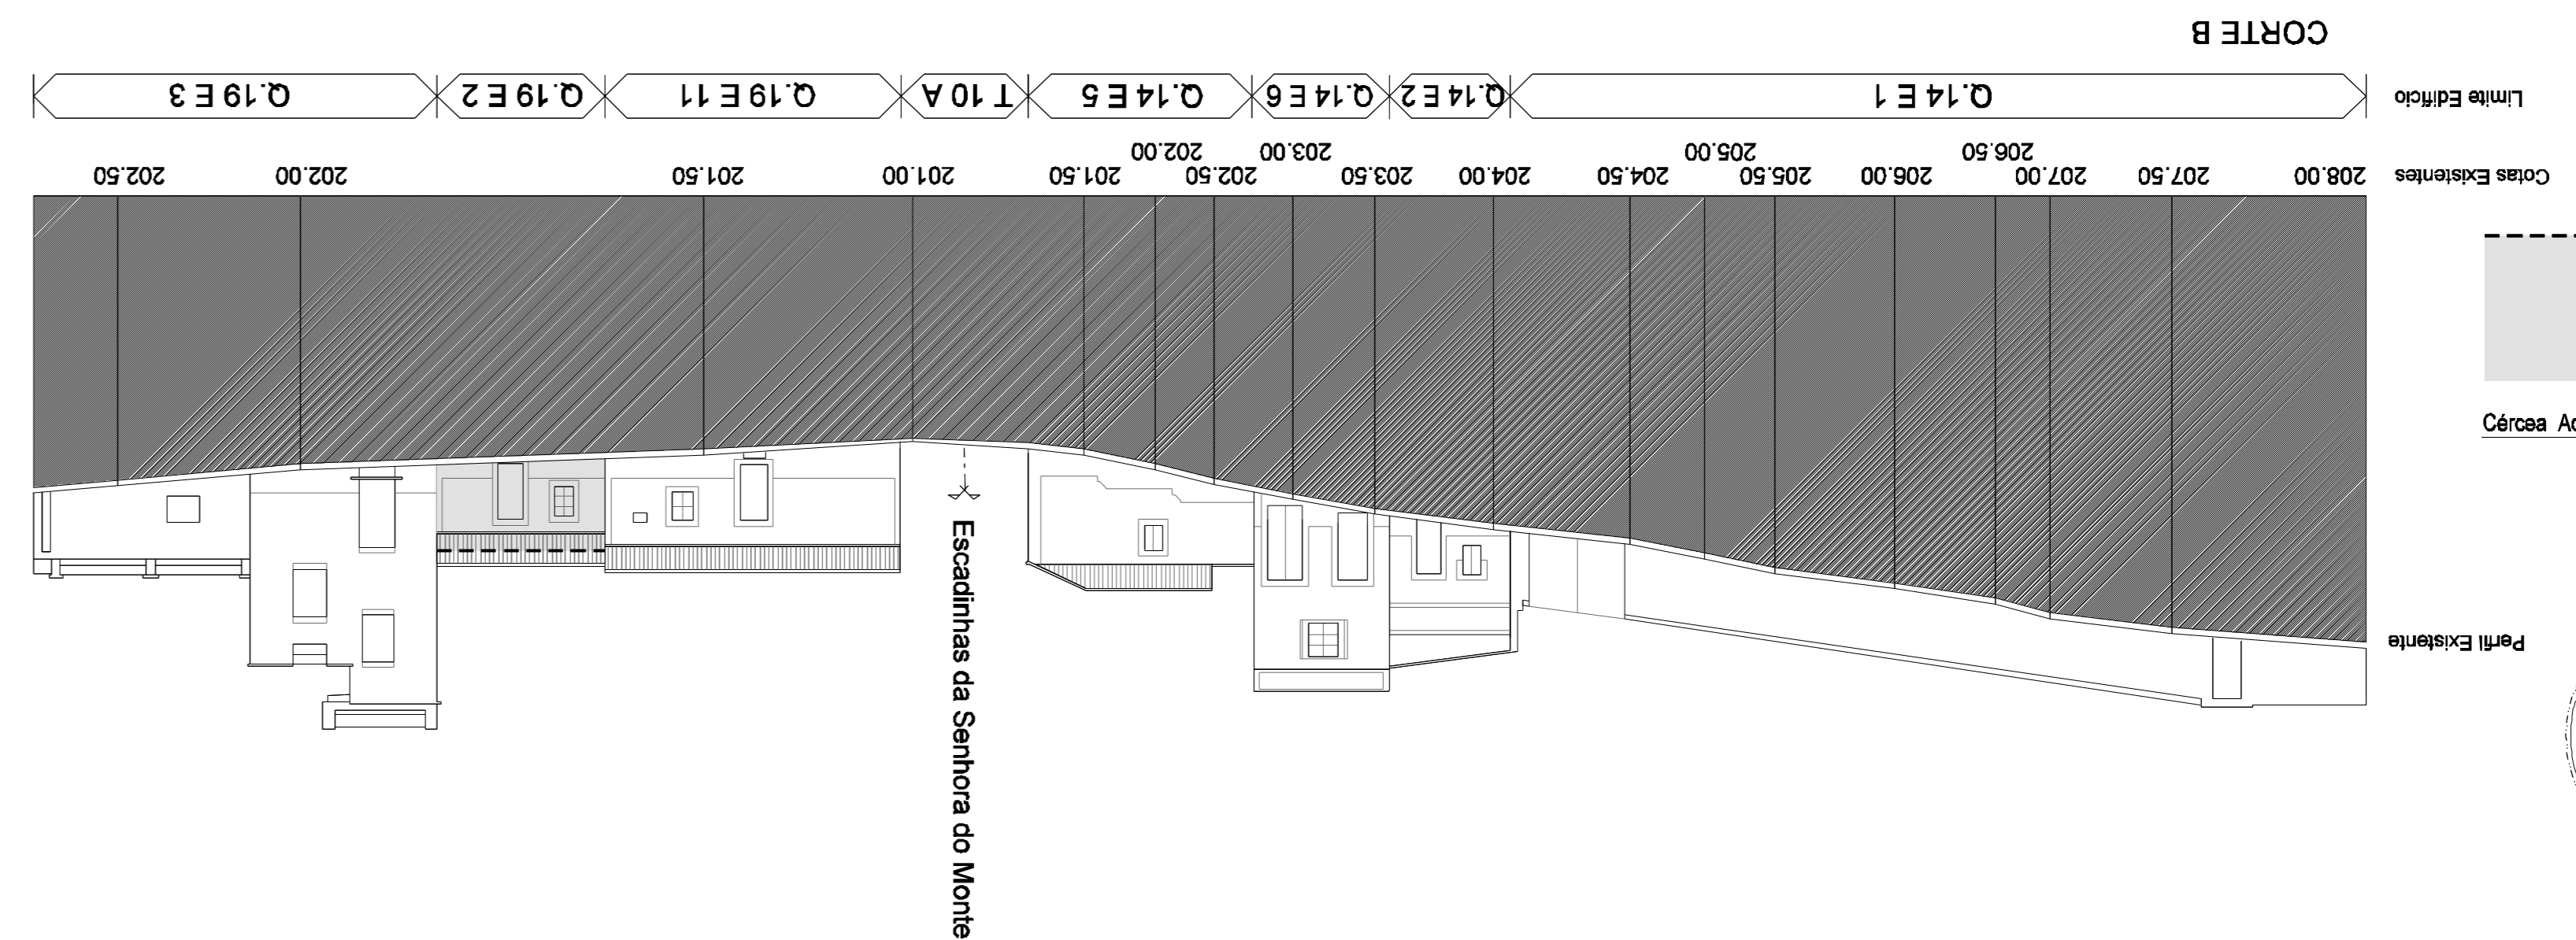 Escadinhas da Senhora do Monte
Perfil Existente
Cotas Existentes 208.00 207.50 207.00 206.00 205.50 204.50 204.00 203.50 202.50 201.50 201.00 201.50 202.00 202.50
206.50 205.00 203.00 202.00
Limite Edifício Q.14 E 1 Q.14 E 2 Q.14 E 6 Q.14 E 5 T 10 A Q.19 E 11 Q.19 E 2 Q.19 E 3
CORTE B
Cércea